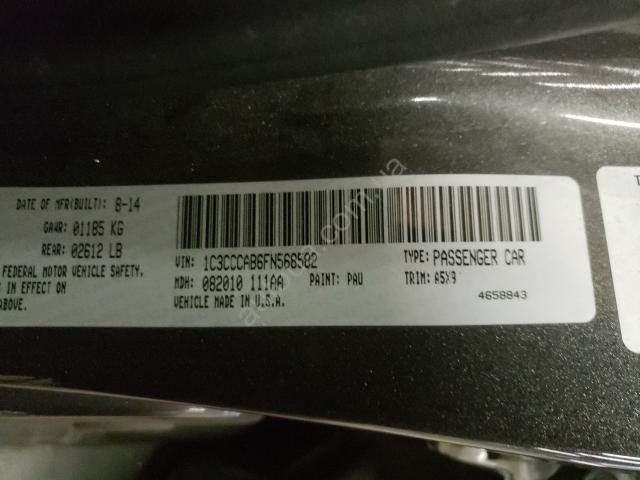 DATE OF MFR(BUILT): 8-14
GAWR: 01185 KG
REAR: 02612 LB
FEDERAL MOTOR VEHICLE SAFETY,
IN EFFECT ON
ABOVE.
VIN: 1C3CCCAB6FN568502
TYPE: PASSENGER CAR
MDH: 082010 111AA
PAINT: PAU
TRIM: A5X9
VEHICLE MADE IN U.S.A.
4658843